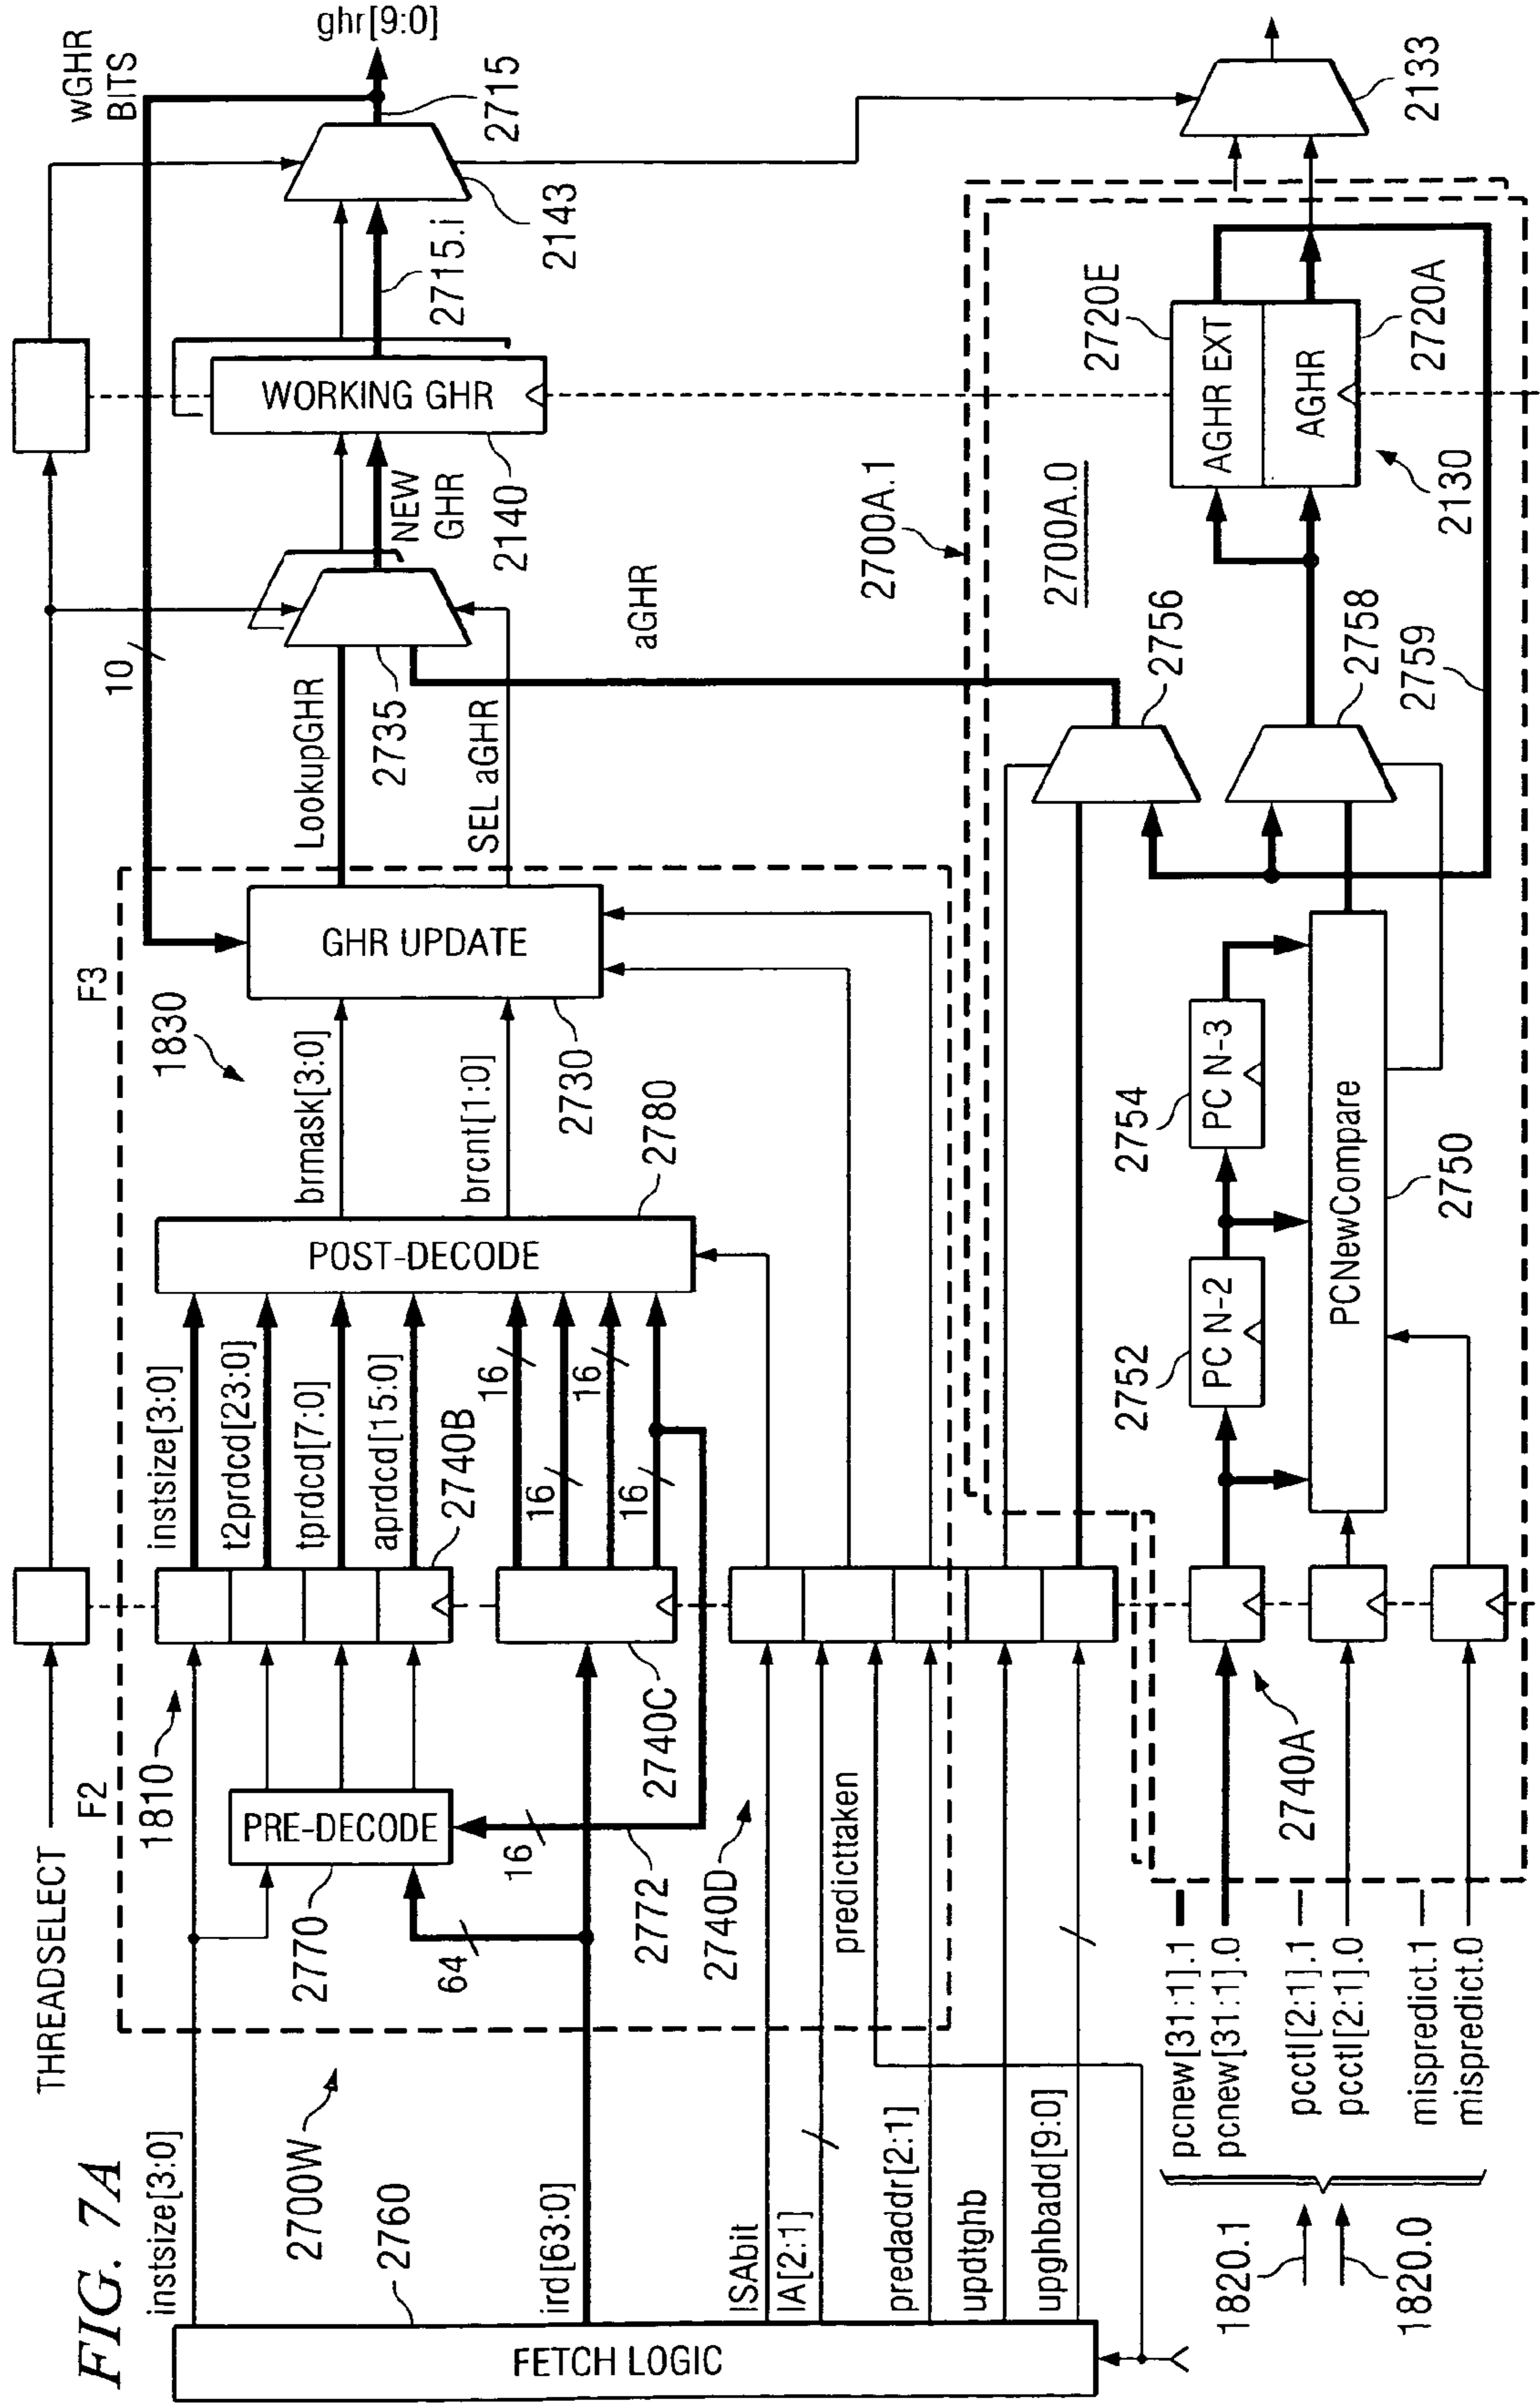 FIG. 7A
THREADSELECT
F2
F3
wGHR
BITS
ghr[9:0]
10
2700W
1810
1830
instsize[3:0]
instsize[3:0]
t2prdcd[23:0]
tprdcd[7:0]
aprdcd[15:0]
2740B
PRE-DECODE
2770
64
16
2772
2740C
16
16
16
16
POST-DECODE
2780
brmask[3:0]
brcnt[1:0]
GHR UPDATE
2730
LookupGHR
SEL aGHR
2735
NEW
GHR
WORKING GHR
2140
2715.i
2143
2715
2760
FETCH LOGIC
ird[63:0]
ISAbit
IA[2:1]
predicttaken
predaddr[2:1]
updtghb
upghbadd[9:0]
2740D
aGHR
2700A.1
2700A.0
2756
2758
2759
2720E
AGHR EXT
AGHR
2720A
2130
2133
2752
PC N-2
2754
PC N-3
PCNewCompare
2750
2740A
pcnew[31:1].1
pcnew[31:1].0
pcctl[2:1].1
pcctl[2:1].0
mispredict.1
mispredict.0
1820.1
1820.0